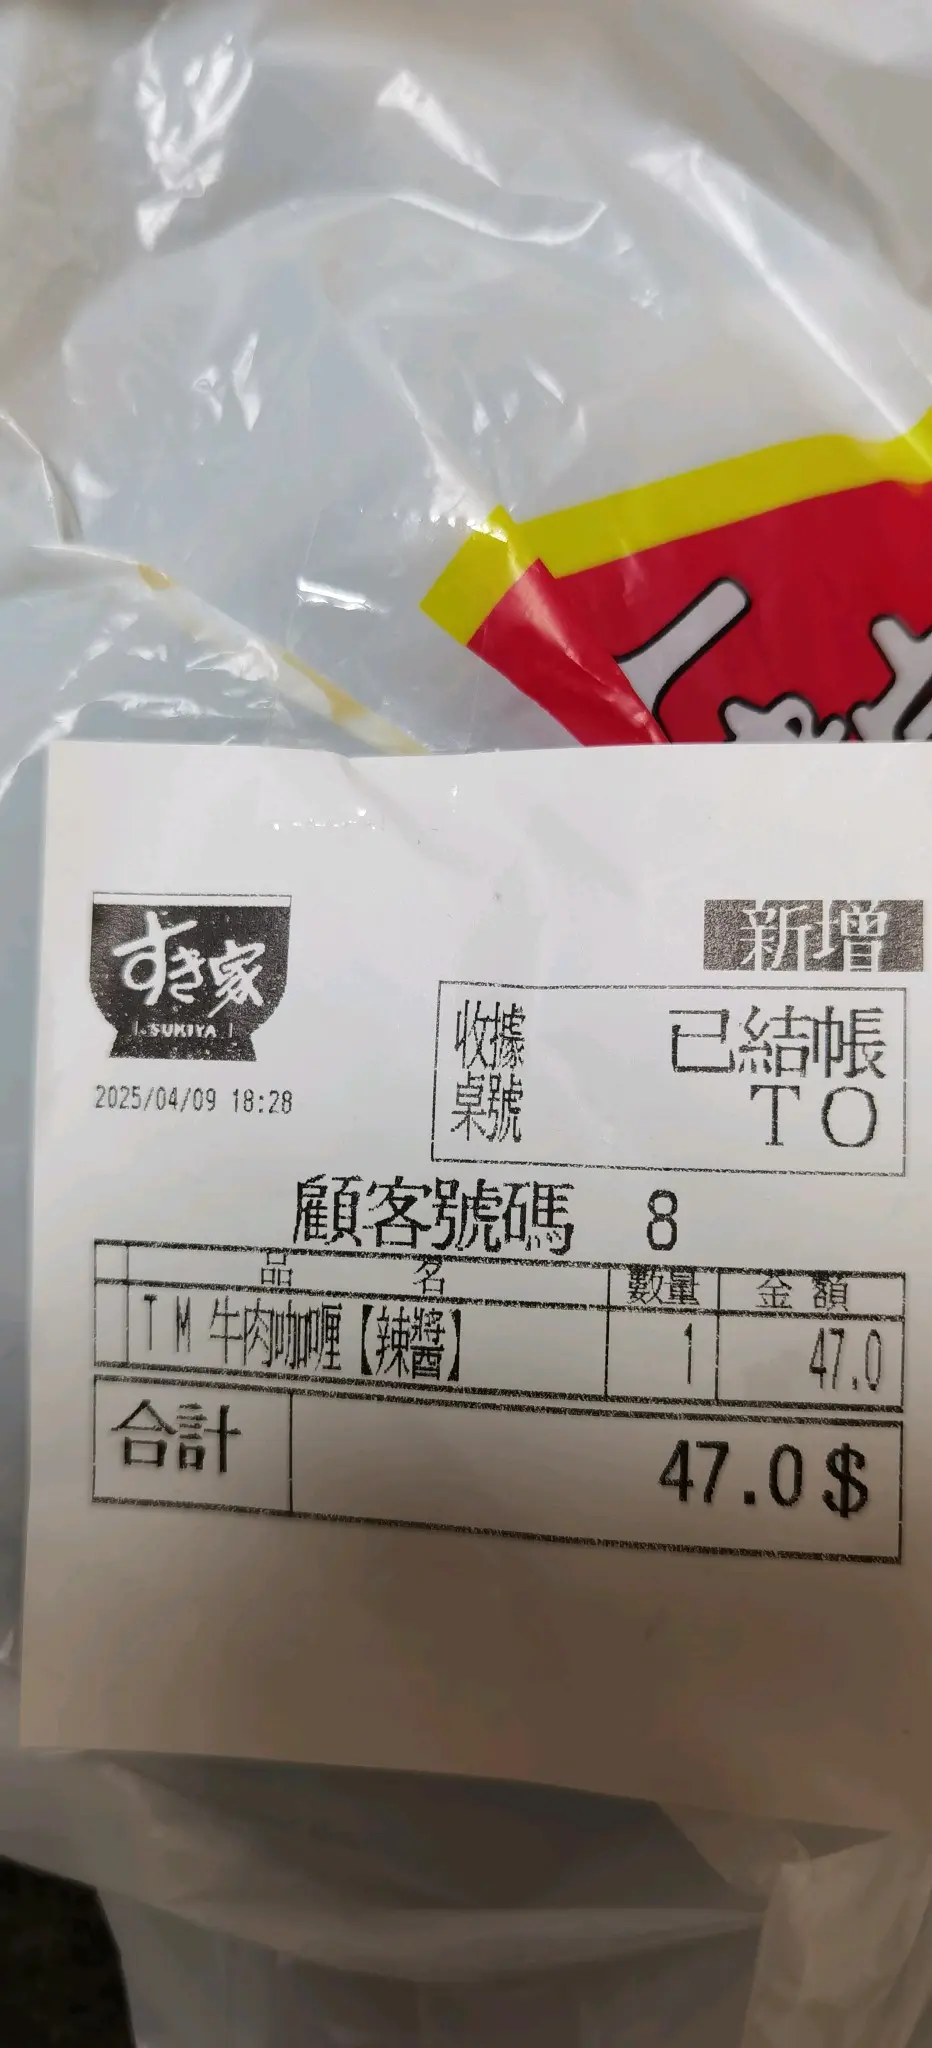 すき家
SUKIYA
新增
2025/04/09 18:28
收據 已結帳
桌號 TO
顧客號碼 8
品 名 數量 金額
T M 牛肉咖喱【辣醬】 1 47.0
合計 47.0$